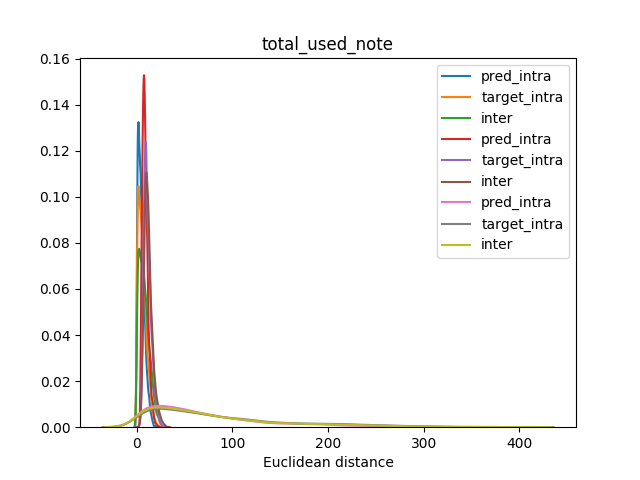 total_used_note
0.16
0.14
0.12
0.10
0.08
0.06
0.04
0.02
0.00
pred_intra
target_intra
inter
pred_intra
target_intra
inter
pred_intra
target_intra
inter
0 100 200 300 400
Euclidean distance